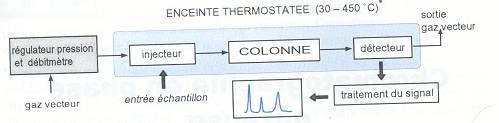 ENCEINTE THERMOSTATEE (30 – 450 °C)
sortie
gaz vecteur
régulateur pression
et débitmètre
injecteur
COLONNE
détecteur
gaz vecteur
entrée échantillon
traitement du signal